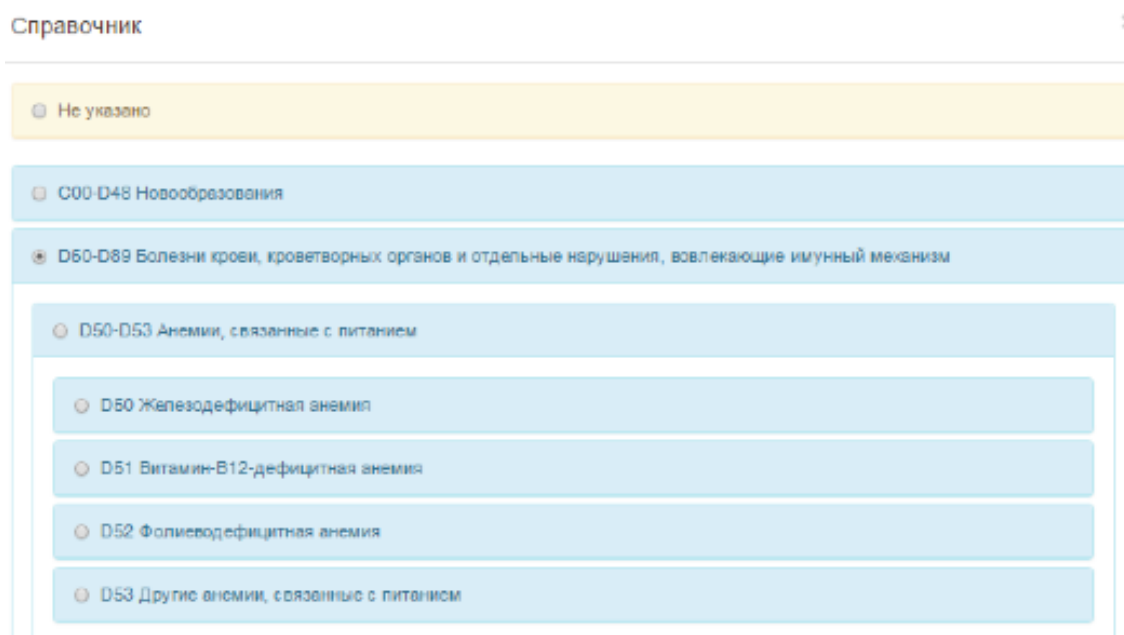 Справочник
Не указано
C00-D48 Новообразования
D50-D89 Болезни крови, кроветворных органов и отдельные нарушения, вовлекающие имунный механизм
D50-D53 Анемии, связанные с питанием
D50 Железодефицитная анемия
D51 Витамин-B12-дефицитная анемия
D52 Фолиеводефицитная анемия
D53 Другие анемии, связанные с питанием